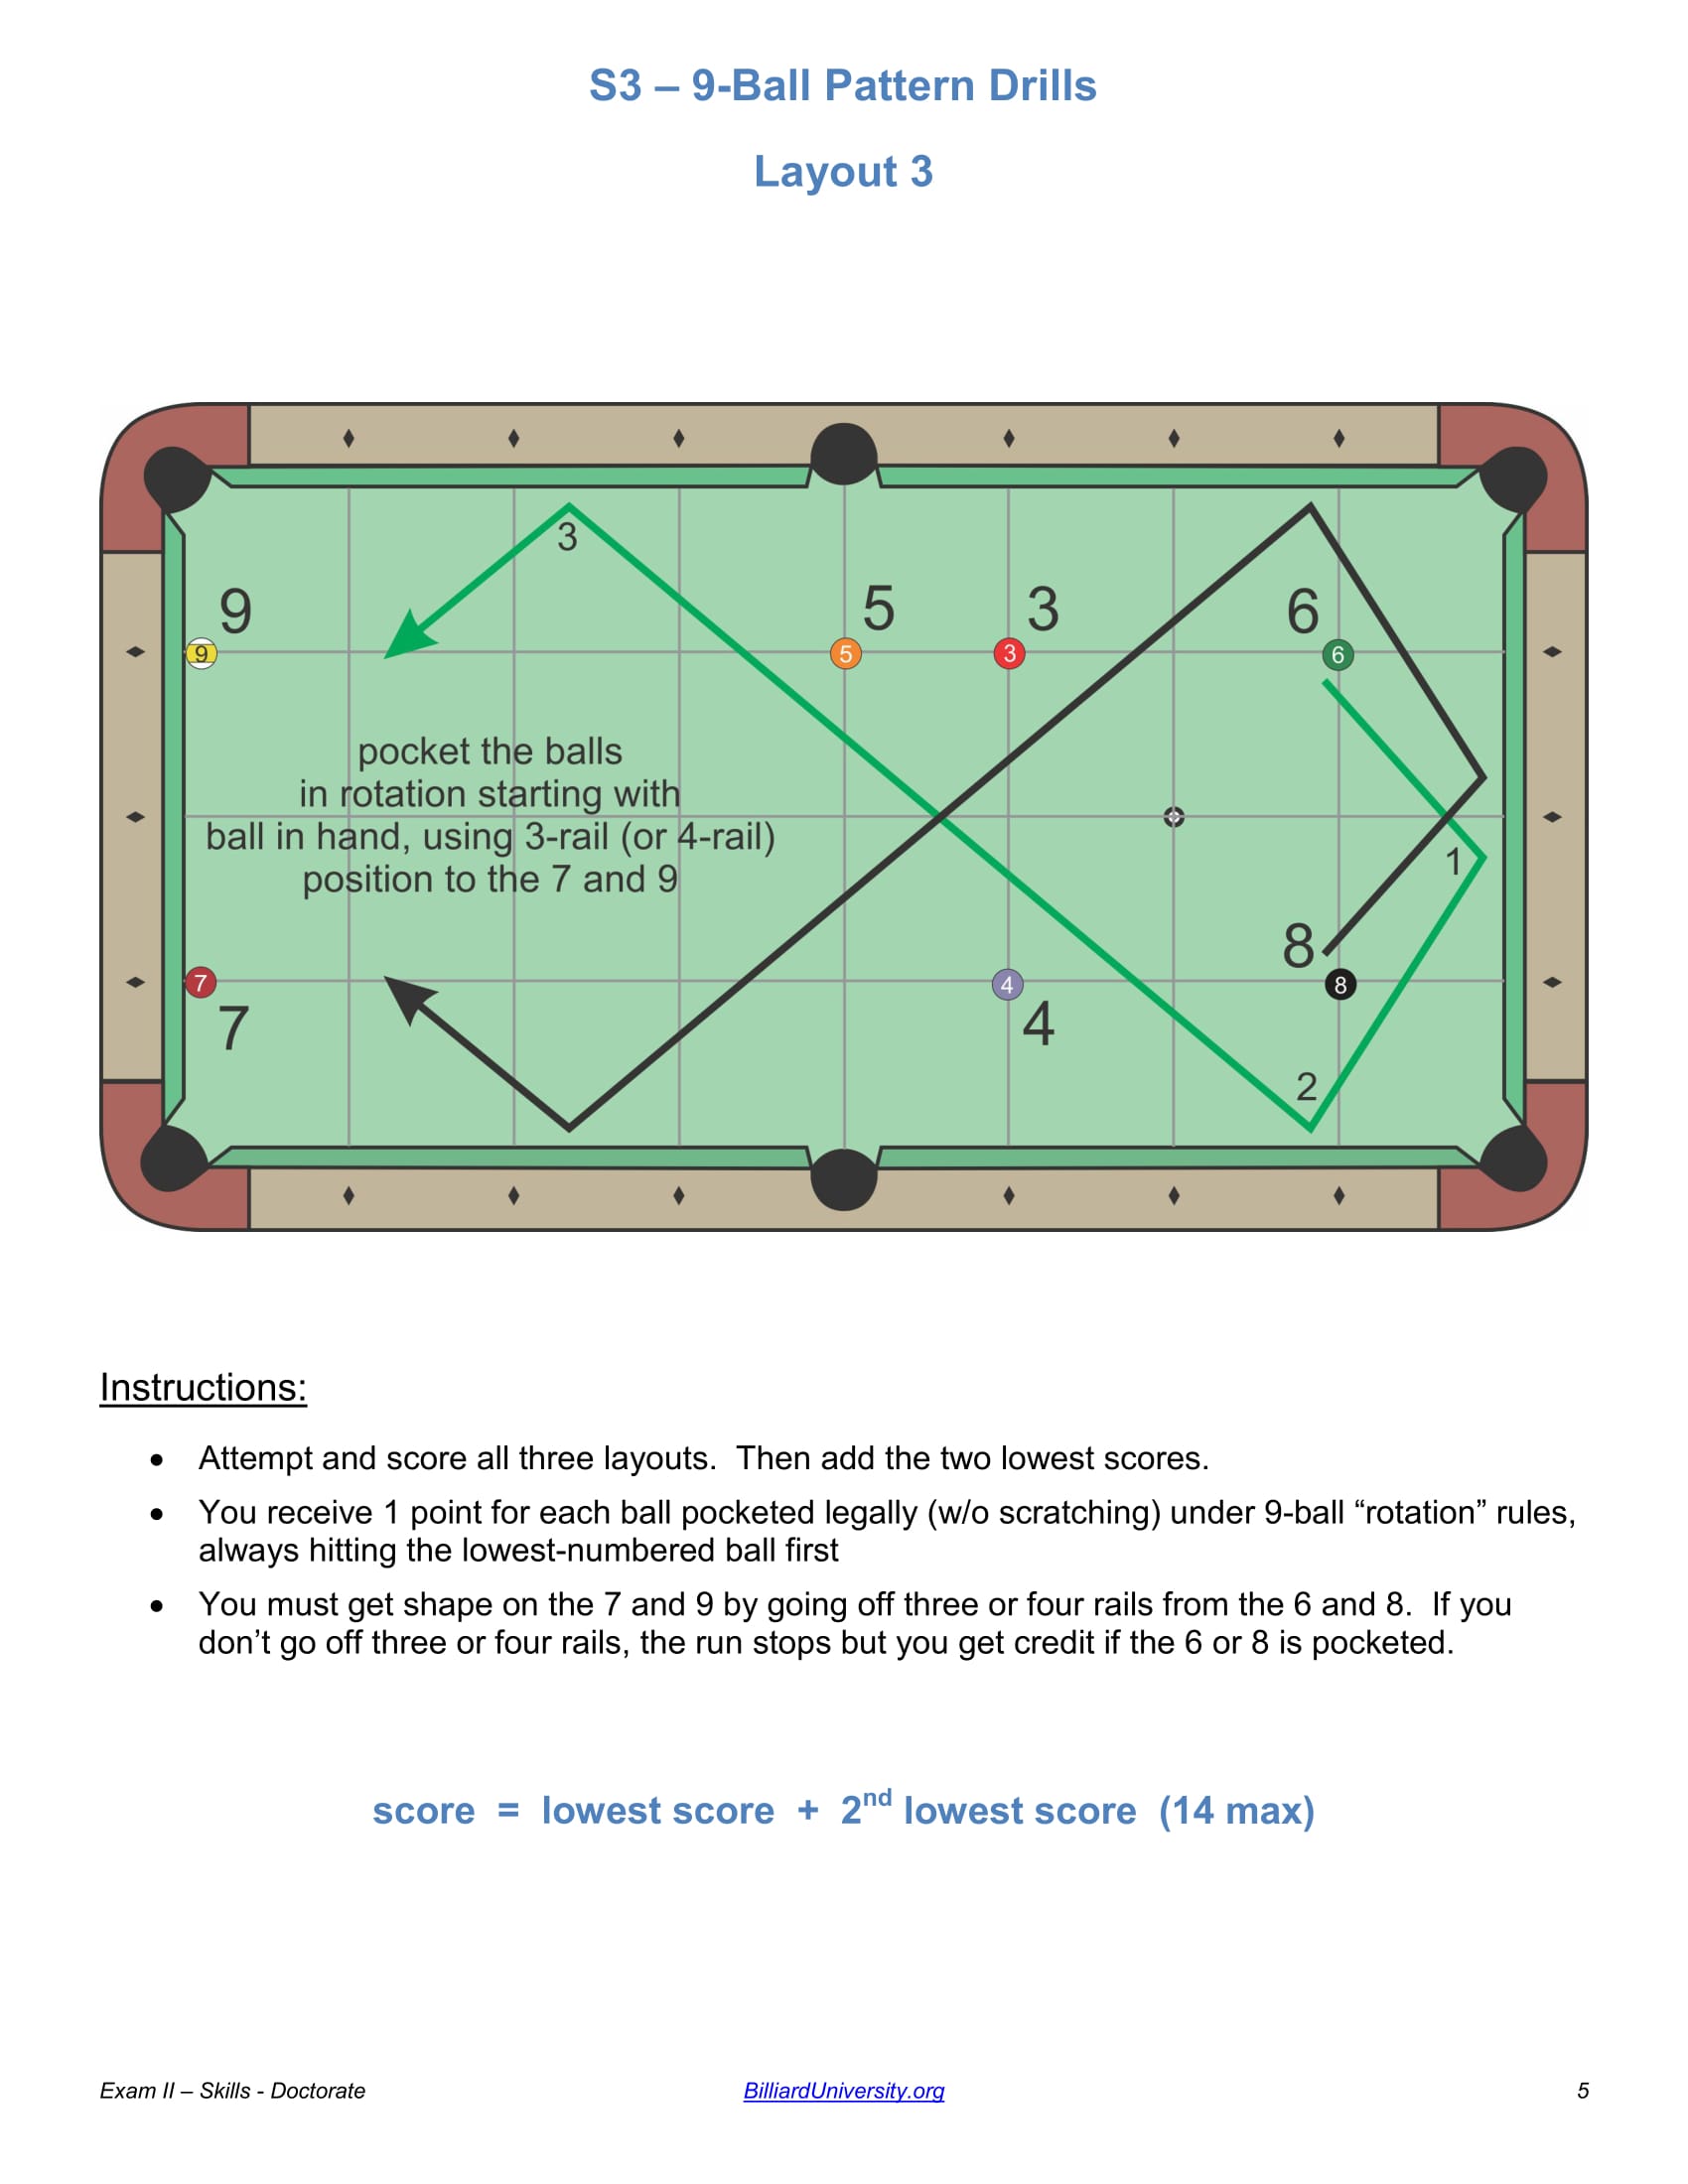 S3 – 9-Ball Pattern Drills
Layout 3
3
9
5
3
6
9
5
3
6
pocket the balls
in rotation starting with
ball in hand, using 3-rail (or 4-rail)
position to the 7 and 9
1
8
7
4
8
7
4
2
Instructions:
• Attempt and score all three layouts.  Then add the two lowest scores.
• You receive 1 point for each ball pocketed legally (w/o scratching) under 9-ball “rotation” rules,
always hitting the lowest-numbered ball first
• You must get shape on the 7 and 9 by going off three or four rails from the 6 and 8.  If you
don’t go off three or four rails, the run stops but you get credit if the 6 or 8 is pocketed.
score = lowest score + 2nd lowest score (14 max)
Exam II – Skills - Doctorate
BilliardUniversity.org
5